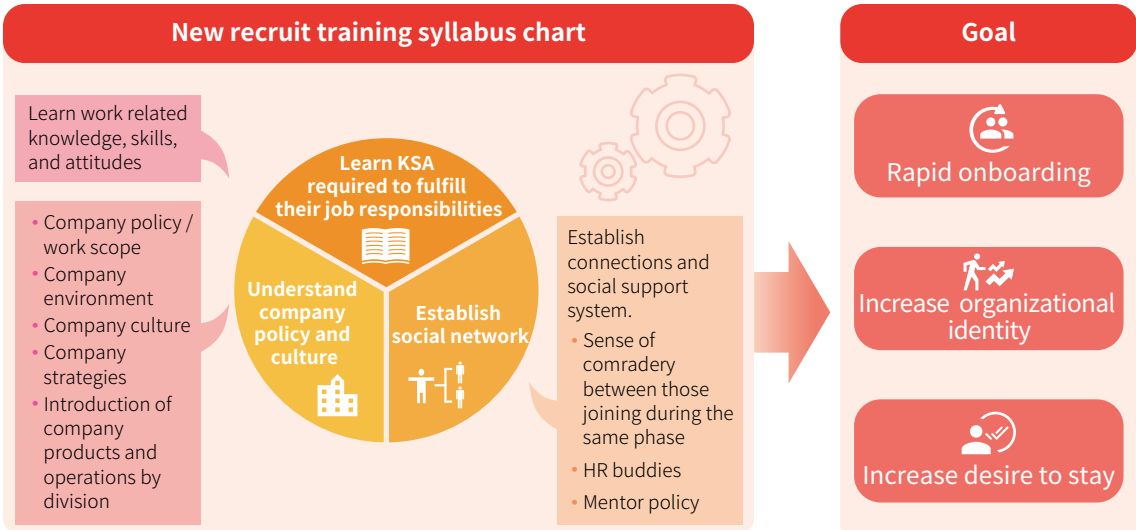 New recruit training syllabus chart
Learn work related
knowledge, skills,
and attitudes
• Company policy /
work scope
• Company
environment
• Company culture
• Company
strategies
• Introduction of
company
products and
operations by
division
Learn KSA
required to fulfill
their job responsibilities
Understand
company
policy and
culture
Establish
social network
Establish
connections and
social support
system.
• Sense of
comradery
between those
joining during the
same phase
• HR buddies
• Mentor policy
Goal
Rapid onboarding
Increase organizational
identity
Increase desire to stay